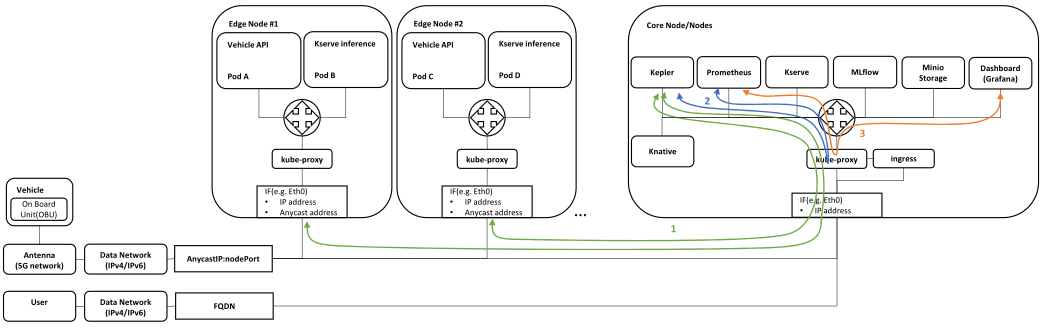 Edge Node #1
Vehicle API
Pod A
Kserve inference
Pod B
kube-proxy
IF(e.g. Eth0)
• IP address
• Anycast address
Edge Node #2
Vehicle API
Pod C
Kserve inference
Pod D
kube-proxy
IF(e.g. Eth0)
• IP address
• Anycast address
...
Core Node/Nodes
Kepler
Prometheus
Kserve
MLflow
Minio
Storage
Dashboard
(Grafana)
2
3
Knative
kube-proxy
ingress
IF(e.g. Eth0)
• IP address
1
Vehicle
On Board
Unit(OBU)
Antenna
(5G network)
Data Network
(IPv4/IPv6)
AnycastIP:nodePort
User
Data Network
(IPv4/IPv6)
FQDN